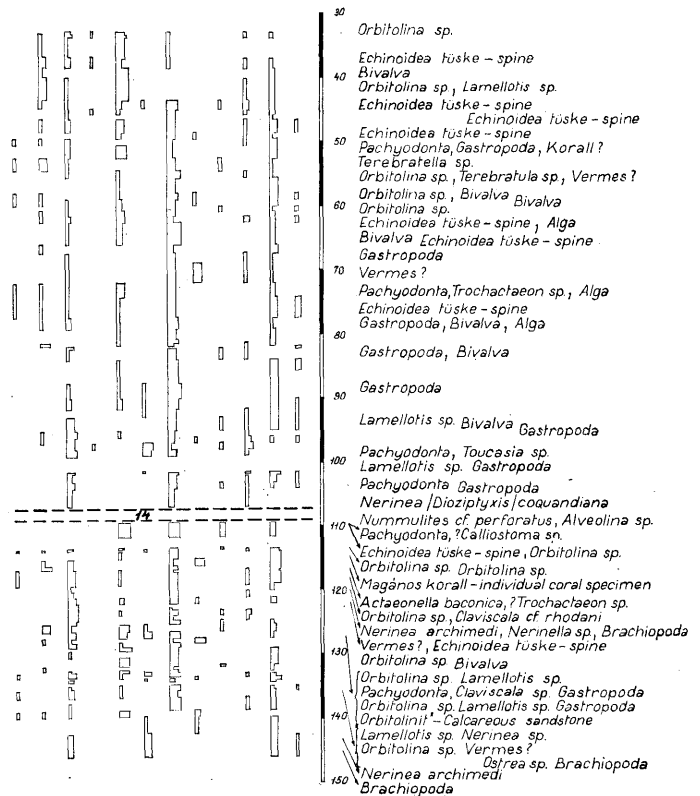 30
Orbitolina sp.
Echinoidea tüske-spine
Bivalva
40
Orbitolina sp., Lamellotis sp.
Echinoidea tüske-spine
Echinoidea tüske-spine
Echinoidea tüske-spine
50
Pachyodonta, Gastropoda, Korall?
Terebratella sp.
Orbitolina sp., Terebratula sp., Vermes?
Orbitolina sp., Bivalva Bivalva
60
Orbitolina sp.
Echinoidea tüske-spine, Alga
Bivalva Echinoidea tüske-spine
Gastropoda
70
Vermes?
Pachyodonta, Trochactaeon sp., Alga
Echinoidea tüske-spine
Gastropoda, Bivalva, Alga
80
Gastropoda, Bivalva
Gastropoda
90
Lamellotis sp. Bivalva Gastropoda
Pachyodonta, Toucasia sp.
100
Lamellotis sp. Gastropoda
Pachyodonta Gastropoda
Nerinea /Dioziptyxis/coquandiana
14
110
Nummulites cf. perforatus, Alveolina sp.
Pachyodonta, ?Calliostoma sp.
Echinoidea tüske-spine, Orbitolina sp.
Orbitolina sp. Orbitolina sp.
120
Magános korall-individual coral specimen
Actaeonella baconica, ?Trochactaeon sp.
Orbitolina sp., Claviscala cf. rhodani
Nerinea archimedi, Nerinella sp., Brachiopoda
Vermes?, Echinoidea tüske-spine
130
Orbitolina sp. Bivalva
Orbitolina sp. Lamellotis sp.
Pachyodonta, Claviscala sp. Gastropoda
Orbitolina sp. Lamellotis sp. Gastropoda
140
Orbitolinit-Calcareous sandstone
Lamellotis sp. Nerinea sp.
Orbitolina sp. Vermes?
Ostrea sp. Brachiopoda
150
Nerinea archimedi
Brachiopoda